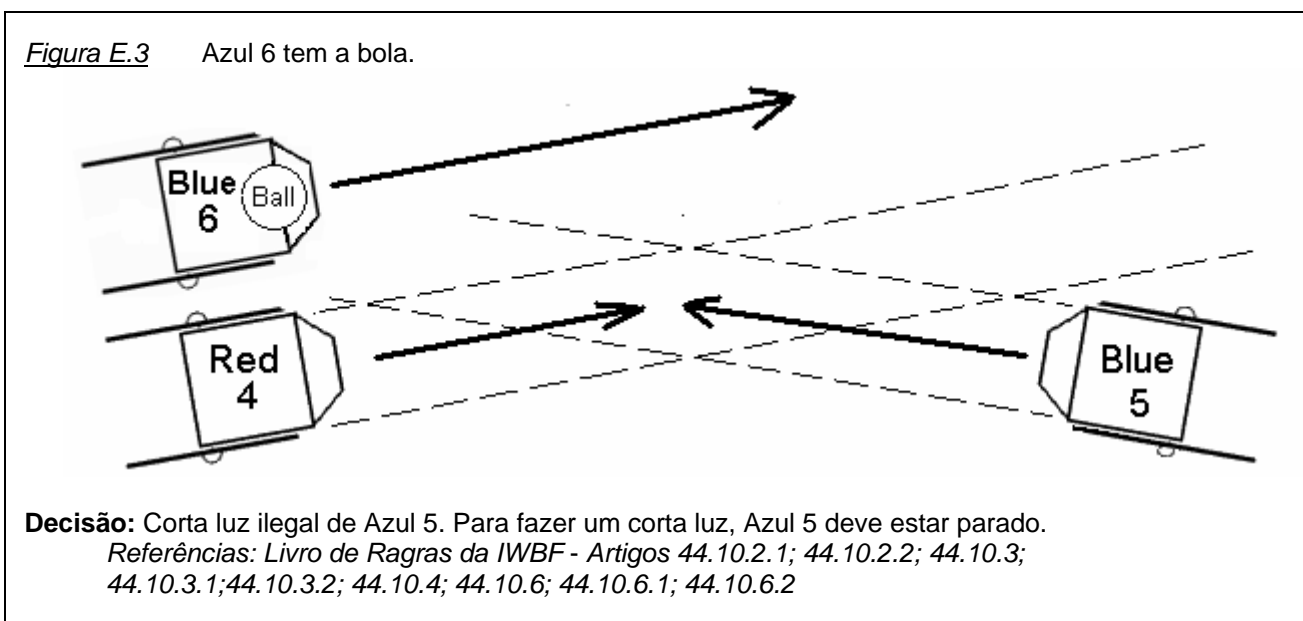 Figura E.3 Azul 6 tem a bola.
Blue
6
Ball
Red
4
Blue
5
Decisão: Corta luz ilegal de Azul 5. Para fazer um corta luz, Azul 5 deve estar parado.
Referências: Livro de Ragras da IWBF - Artigos 44.10.2.1; 44.10.2.2; 44.10.3;
44.10.3.1;44.10.3.2; 44.10.4; 44.10.6; 44.10.6.1; 44.10.6.2